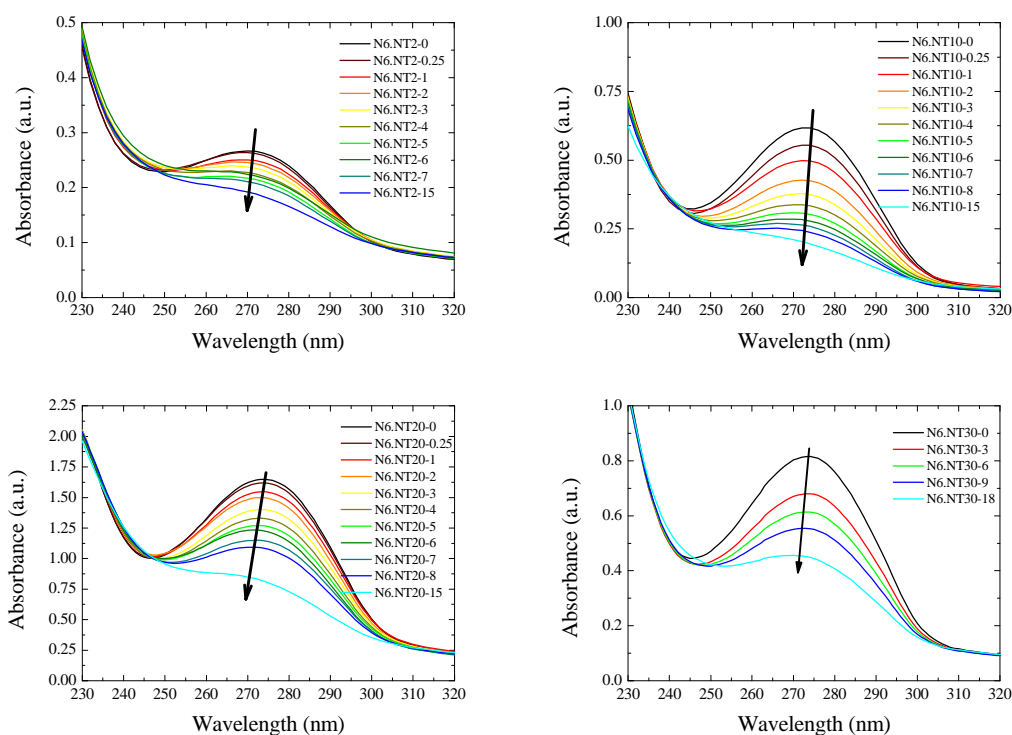 0.5
0.4
0.3
0.2
0.1
0.0
Absorbance (a.u.)
N6.NT2-0
N6.NT2-0.25
N6.NT2-1
N6.NT2-2
N6.NT2-3
N6.NT2-4
N6.NT2-5
N6.NT2-6
N6.NT2-7
N6.NT2-15
230 240 250 260 270 280 290 300 310 320
Wavelength (nm)
1.00
0.75
0.50
0.25
0.00
Absorbance (a.u.)
N6.NT10-0
N6.NT10-0.25
N6.NT10-1
N6.NT10-2
N6.NT10-3
N6.NT10-4
N6.NT10-5
N6.NT10-6
N6.NT10-7
N6.NT10-8
N6.NT10-15
230 240 250 260 270 280 290 300 310 320
Wavelength (nm)
2.25
2.00
1.75
1.50
1.25
1.00
0.75
0.50
0.25
0.00
Absorbance (a.u.)
N6.NT20-0
N6.NT20-0.25
N6.NT20-1
N6.NT20-2
N6.NT20-3
N6.NT20-4
N6.NT20-5
N6.NT20-6
N6.NT20-7
N6.NT20-8
N6.NT20-15
230 240 250 260 270 280 290 300 310 320
Wavelength (nm)
1.0
0.8
0.6
0.4
0.2
0.0
Absorbance (a.u.)
N6.NT30-0
N6.NT30-3
N6.NT30-6
N6.NT30-9
N6.NT30-18
230 240 250 260 270 280 290 300 310 320
Wavelength (nm)